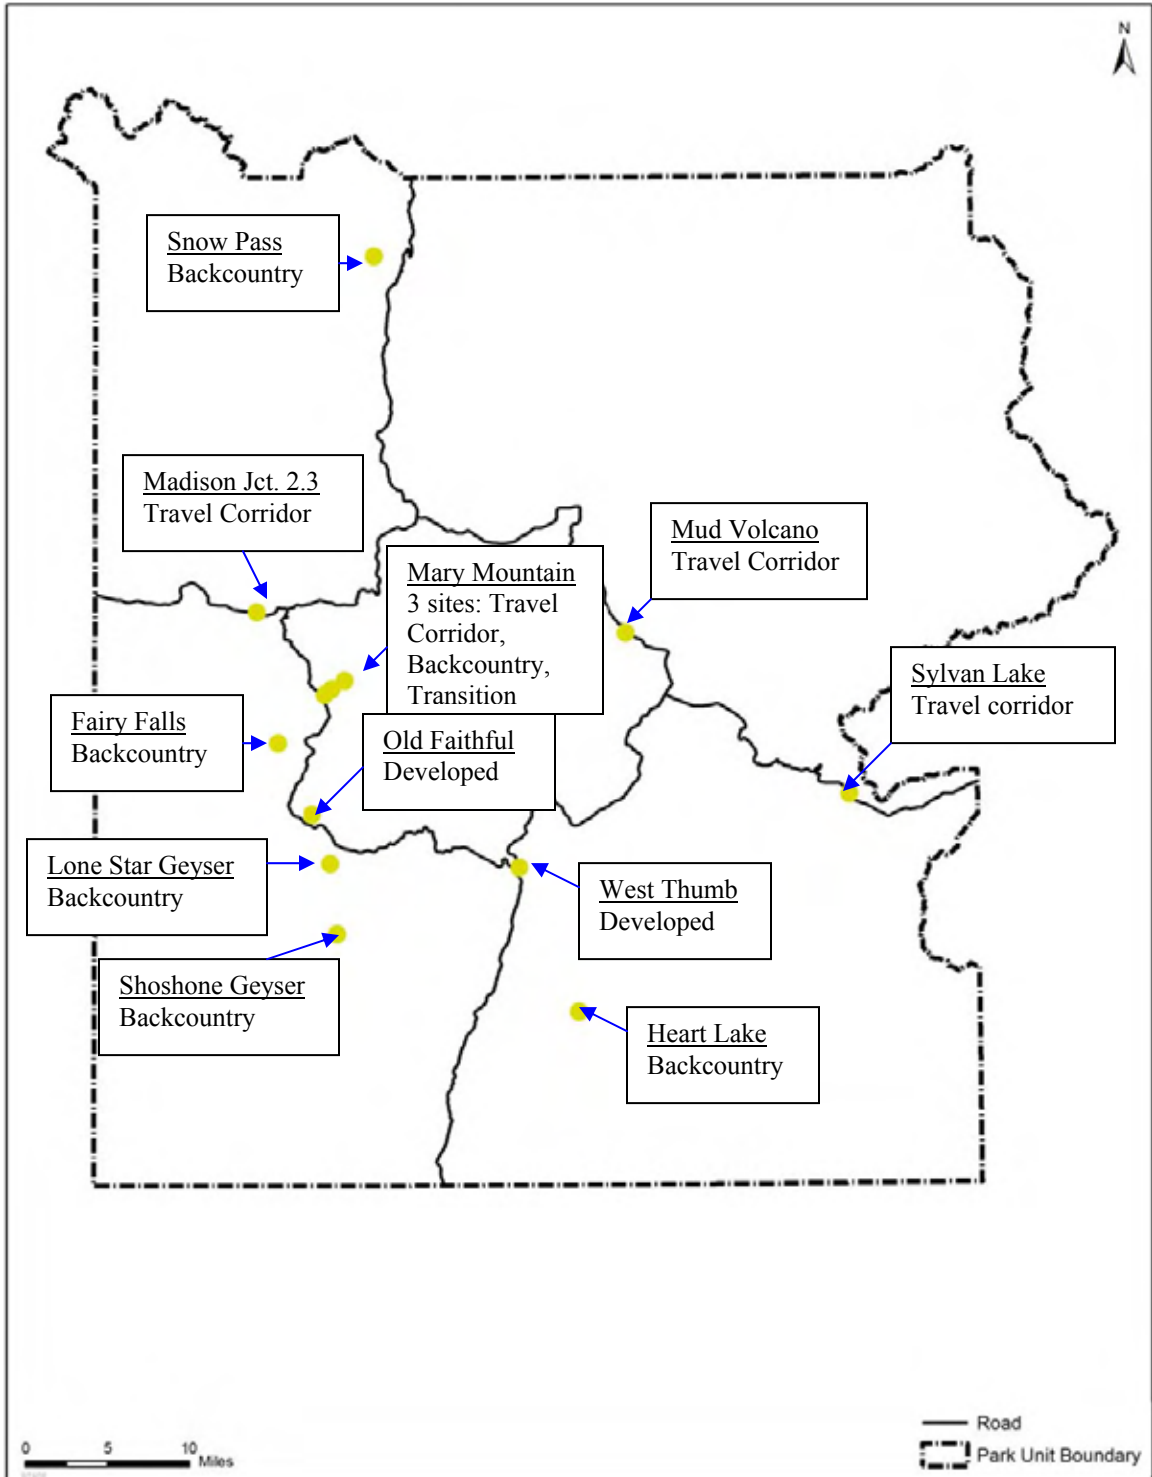 N
Snow Pass
Backcountry
Madison Jct. 2.3
Travel Corridor
Mary Mountain
3 sites: Travel
Corridor,
Backcountry,
Transition
Mud Volcano
Travel Corridor
Sylvan Lake
Travel corridor
Fairy Falls
Backcountry
Old Faithful
Developed
Lone Star Geyser
Backcountry
West Thumb
Developed
Shoshone Geyser
Backcountry
Heart Lake
Backcountry
0 5 10
Miles
Road
Park Unit Boundary